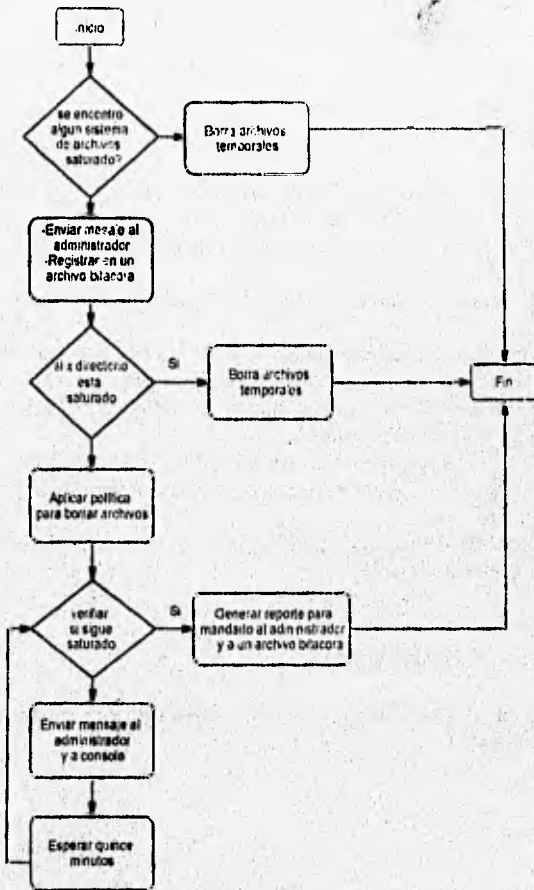 Inicio
se encontro
algun sistema
de archivos
saturado?
Borra archivos
temporales
-Enviar mesaje al
administrador
-Registrar en un
archivo bitacora
directorio
esta
saturado
Si
Borra archivos
temporales
Fin
Aplicar politica
para borrar archivos
verifiar
si sigue
saturado
Si
Generar reporte para
mandarlo al administrador
y a un archivo bitacora
Enviar mensaje al
administrador
y a consola
Esperar quince
minutos